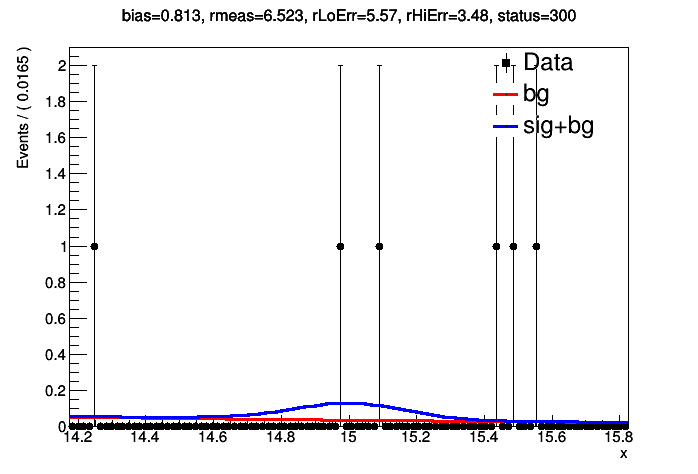 bias=0.813, rmeas=6.523, rLoErr=5.57, rHiErr=3.48, status=300
Events / ( 0.0165 )
2
1.8
1.6
1.4
1.2
1
0.8
0.6
0.4
0.2
0
Data
bg
sig+bg
14.2 14.4 14.6 14.8 15 15.2 15.4 15.6 15.8
x